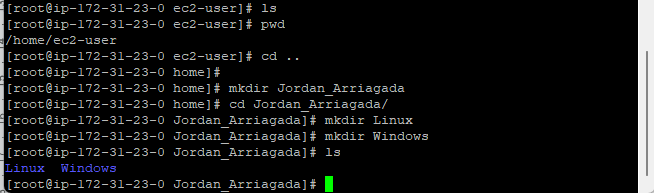 [root@ip-172-31-23-0 ec2-user]# ls
[root@ip-172-31-23-0 ec2-user]# pwd
/home/ec2-user
[root@ip-172-31-23-0 ec2-user]# cd ..
[root@ip-172-31-23-0 home]#
[root@ip-172-31-23-0 home]# mkdir Jordan_Arriagada
[root@ip-172-31-23-0 home]# cd Jordan_Arriagada/
[root@ip-172-31-23-0 Jordan_Arriagada]# mkdir Linux
[root@ip-172-31-23-0 Jordan_Arriagada]# mkdir Windows
[root@ip-172-31-23-0 Jordan_Arriagada]# ls
Linux  Windows
[root@ip-172-31-23-0 Jordan_Arriagada]#